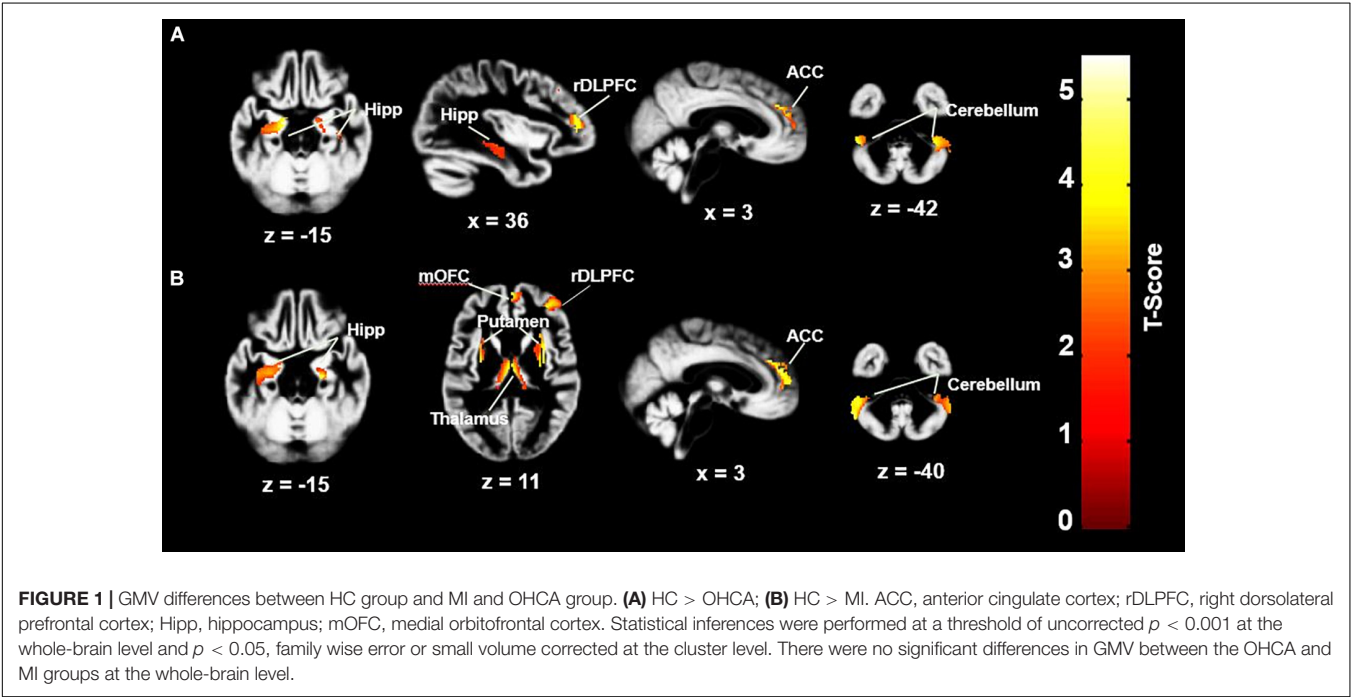 A
Hipp
z = -15
Hipp
rDLPFC
x = 36
ACC
x = 3
Cerebellum
z = -42
B
Hipp
z = -15
mOFC
rDLPFC
Putamen
Thalamus
z = 11
ACC
x = 3
Cerebellum
z = -40
5
4
3
2
1
0
T-Score
FIGURE 1 | GMV differences between HC group and MI and OHCA group. (A) HC > OHCA; (B) HC > MI. ACC, anterior cingulate cortex; rDLPFC, right dorsolateral
prefrontal cortex; Hipp, hippocampus; mOFC, medial orbitofrontal cortex. Statistical inferences were performed at a threshold of uncorrected p < 0.001 at the
whole-brain level and p < 0.05, family wise error or small volume corrected at the cluster level. There were no significant differences in GMV between the OHCA and
MI groups at the whole-brain level.